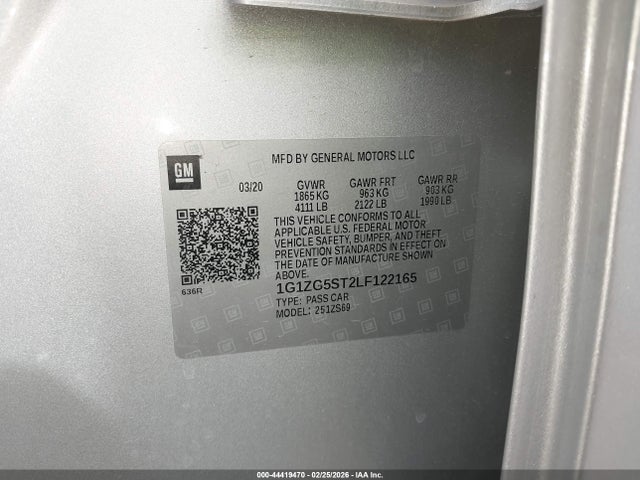 GM
MFD BY GENERAL MOTORS LLC
03/20
GVWR GAWR FRT GAWR RR
1865 KG 963 KG 903 KG
4111 LB 2122 LB 1990 LB
THIS VEHICLE CONFORMS TO ALL
APPLICABLE U.S. FEDERAL MOTOR
VEHICLE SAFETY, BUMPER, AND THEFT
PREVENTION STANDARDS IN EFFECT ON
THE DATE OF MANUFACTURE SHOWN
ABOVE.
636R
1G1ZG5ST2LF122165
TYPE: PASS CAR
MODEL: 251ZS69
000-44419470 - 02/25/2026 - IAA Inc.